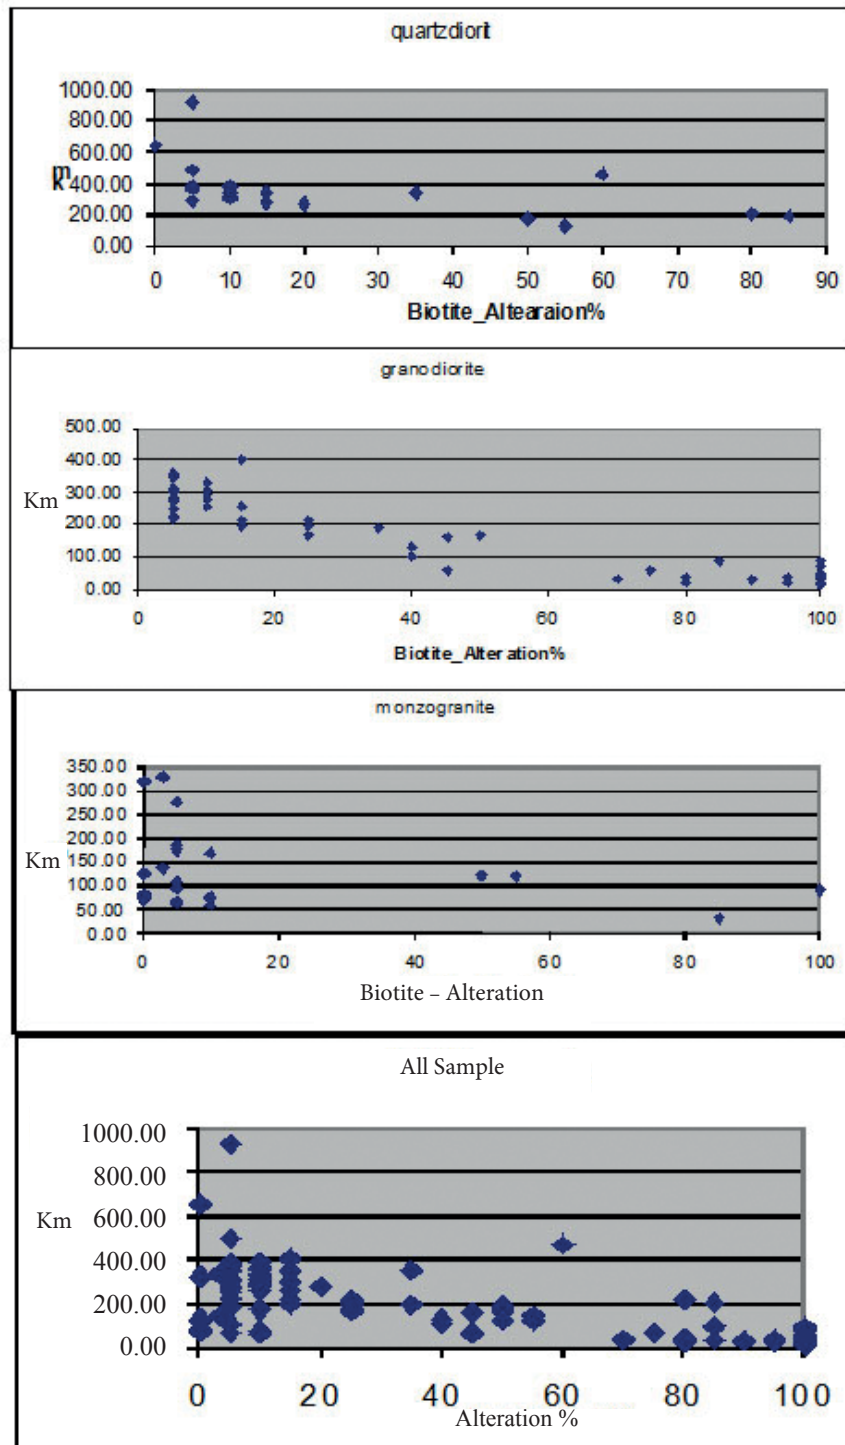 quartzdiorit
1000.00
800.00
600.00
400.00
200.00
0.00
Km
0 10 20 30 40 50 60 70 80 90
Biotite_Altearaion%
granodiorite
500.00
400.00
300.00
200.00
100.00
0.00
Km
0 20 40 60 80 100
Biotite_Alteration%
monzogranite
350.00
300.00
250.00
200.00
150.00
100.00
50.00
0.00
Km
0 20 40 60 80 100
Biotite – Alteration
All Sample
1000.00
800.00
600.00
400.00
200.00
0.00
Km
0 20 40 60 80 100
Alteration %